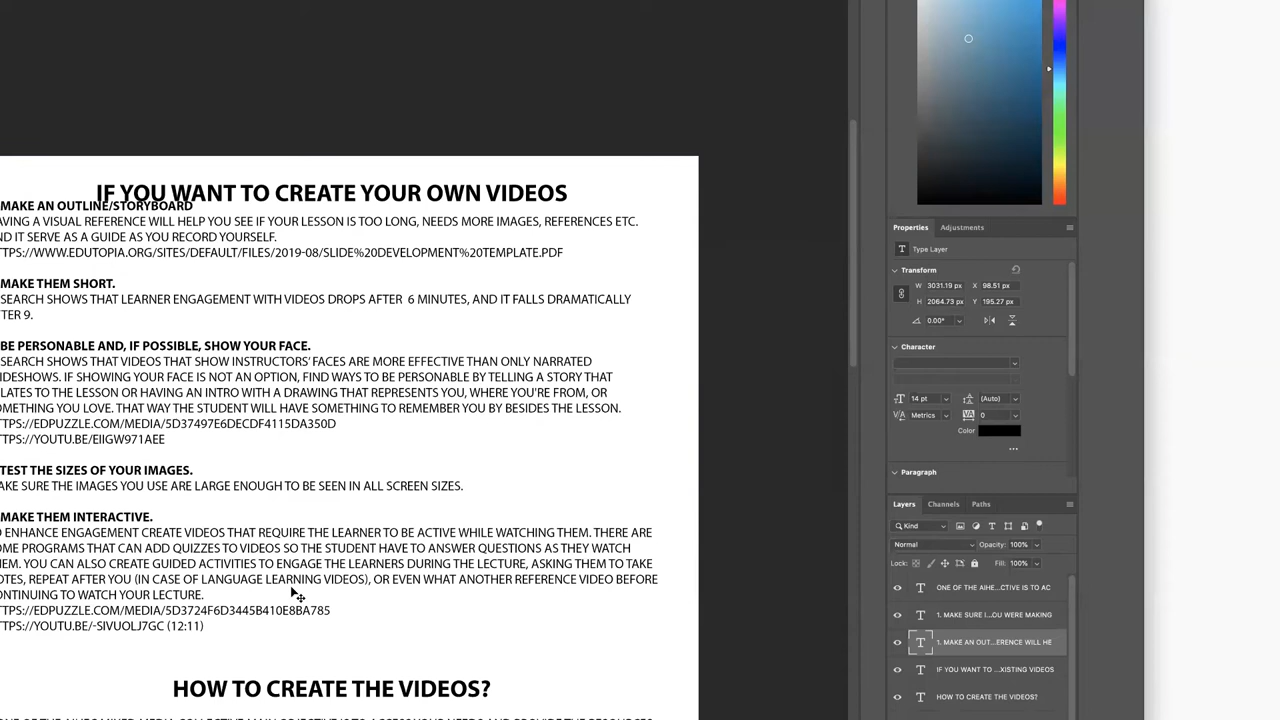 IF YOU WANT TO CREATE YOUR OWN VIDEOS
MAKE AN OUTLINE/STORYBOARD
AVING A VISUAL REFERENCE WILL HELP YOU SEE IF YOUR LESSON IS TOO LONG, NEEDS MORE IMAGES, REFERENCES ETC.
ND IT SERVE AS A GUIDE AS YOU RECORD YOURSELF.
TTPS://WWW.EDUTOPIA.ORG/SITES/DEFAULT/FILES/2019-08/SLIDE%20DEVELOPMENT%20TEMPLATE.PDF
MAKE THEM SHORT.
SEARCH SHOWS THAT LEARNER ENGAGEMENT WITH VIDEOS DROPS AFTER 6 MINUTES, AND IT FALLS DRAMATICALLY
TER 9.
BE PERSONABLE AND, IF POSSIBLE, SHOW YOUR FACE.
SEARCH SHOWS THAT VIDEOS THAT SHOW INSTRUCTORS' FACES ARE MORE EFFECTIVE THAN ONLY NARRATED
IDESHOWS. IF SHOWING YOUR FACE IS NOT AN OPTION, FIND WAYS TO BE PERSONABLE BY TELLING A STORY THAT
LATES TO THE LESSON OR HAVING AN INTRO WITH A DRAWING THAT REPRESENTS YOU, WHERE YOU'RE FROM, OR
OMETHING YOU LOVE. THAT WAY THE STUDENT WILL HAVE SOMETHING TO REMEMBER YOU BY BESIDES THE LESSON.
TTPS://EDPUZZLE.COM/MEDIA/5D37497E6DECDF4115DA350D
TTPS://YOUTU.BE/EIIGW971AEE
TEST THE SIZES OF YOUR IMAGES.
AKE SURE THE IMAGES YOU USE ARE LARGE ENOUGH TO BE SEEN IN ALL SCREEN SIZES.
MAKE THEM INTERACTIVE.
O ENHANCE ENGAGEMENT CREATE VIDEOS THAT REQUIRE THE LEARNER TO BE ACTIVE WHILE WATCHING THEM. THERE ARE
OME PROGRAMS THAT CAN ADD QUIZZES TO VIDEOS SO THE STUDENT HAVE TO ANSWER QUESTIONS AS THEY WATCH
HEM. YOU CAN ALSO CREATE GUIDED ACTIVITIES TO ENGAGE THE LEARNERS DURING THE LECTURE, ASKING THEM TO TAKE
OTES, REPEAT AFTER YOU (IN CASE OF LANGUAGE LEARNING VIDEOS), OR EVEN WHAT ANOTHER REFERENCE VIDEO BEFORE
ONTINUING TO WATCH YOUR LECTURE.
TTPS://EDPUZZLE.COM/MEDIA/5D3724F6D3445B410E8BA785
TTPS://YOUTU.BE/-SIVUOLJ7GC (12:11)
HOW TO CREATE THE VIDEOS?
Properties Adjustments
Type Layer
Transform
W 3031.19 px X 98.51 px
H 2064.73 px Y 195.27 px
0.00°
Character
14 pt (Auto)
Metrics 0
Color
Paragraph
Layers Channels Paths
Kind
Normal Opacity: 100%
Lock: Fill: 100%
ONE OF THE AIHE...CTIVE IS TO AC
1. MAKE SURE I...OU WERE MAKING
1. MAKE AN OUT...ERENCE WILL HE
IF YOU WANT TO ...XISTING VIDEOS
HOW TO CREATE THE VIDEOS?